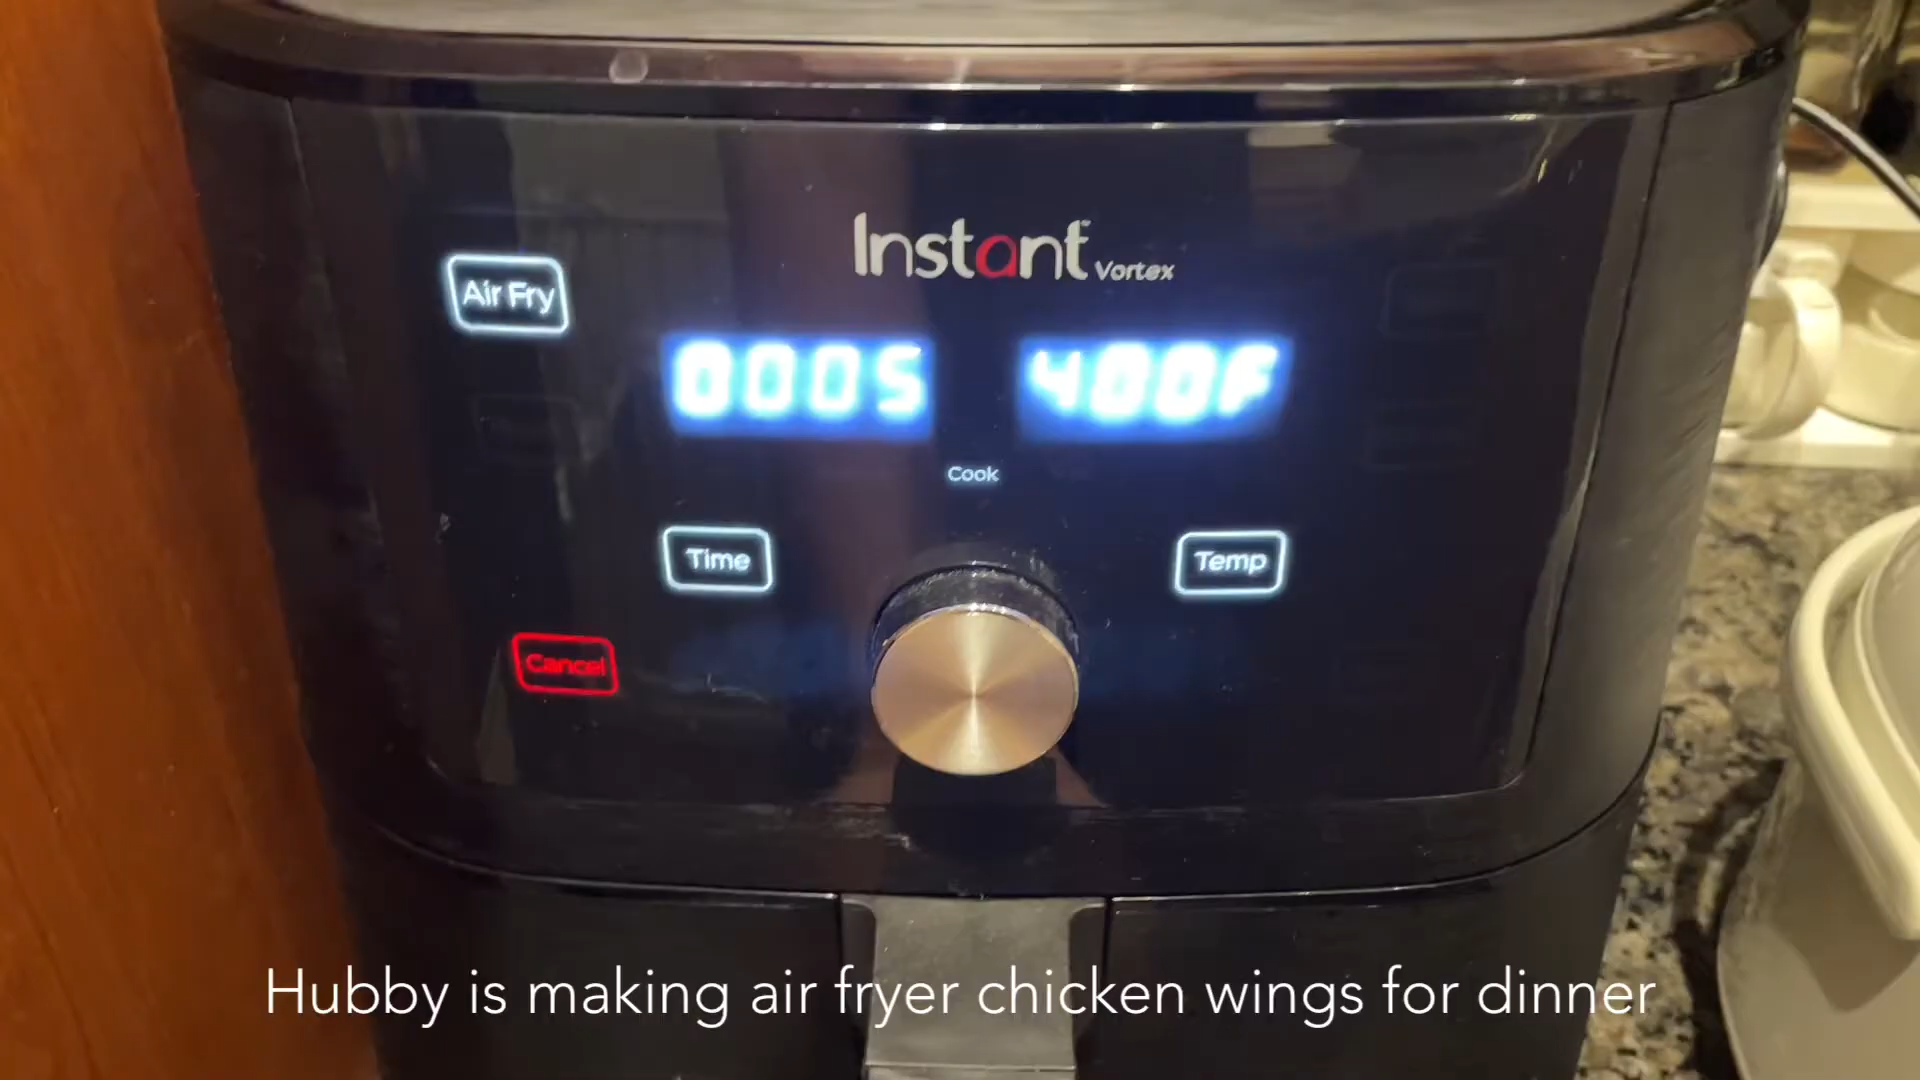 Instant Vortex
Air Fry
0005 400F
Cook
Time Temp
Cancel
Hubby is making air fryer chicken wings for dinner